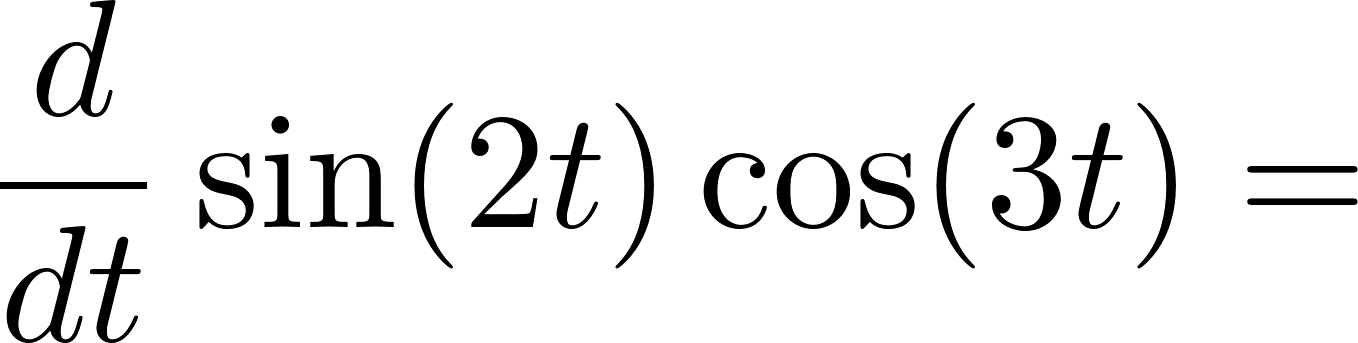 d/dt sin(2t) cos(3t) =